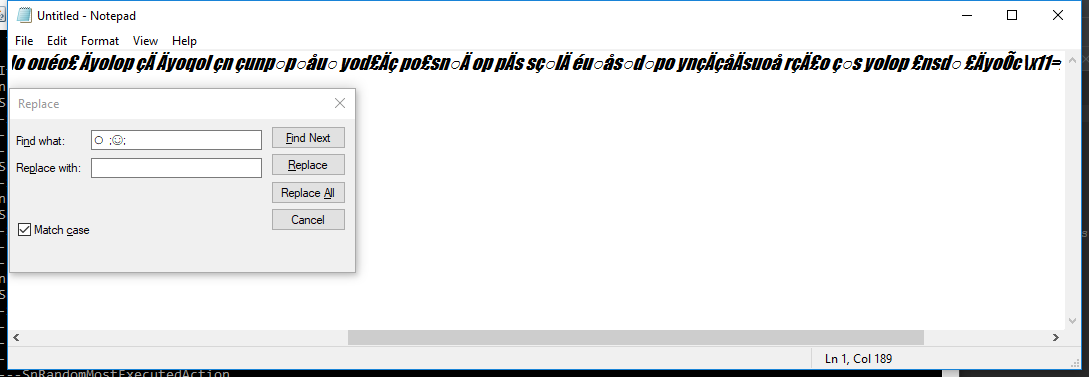 Untitled - Notepad
File Edit Format View Help
lo ouéo£ Äyolop çÄ Äyoqol çn çunp○p○åu○ yod£Äç po£sn○Ä op pÄs sç○lÄ éu○ås○d○po ynçÄçåÄsuoá rçÄ£o ç○s yolop £nsd○ £ÄyoÕc\x11=
Replace
Find what: ○ ;☺; Find Next
Replace with: Replace
Replace All
Cancel
Match case
Ln 1, Col 189
---SnRandomMostExecutedAction